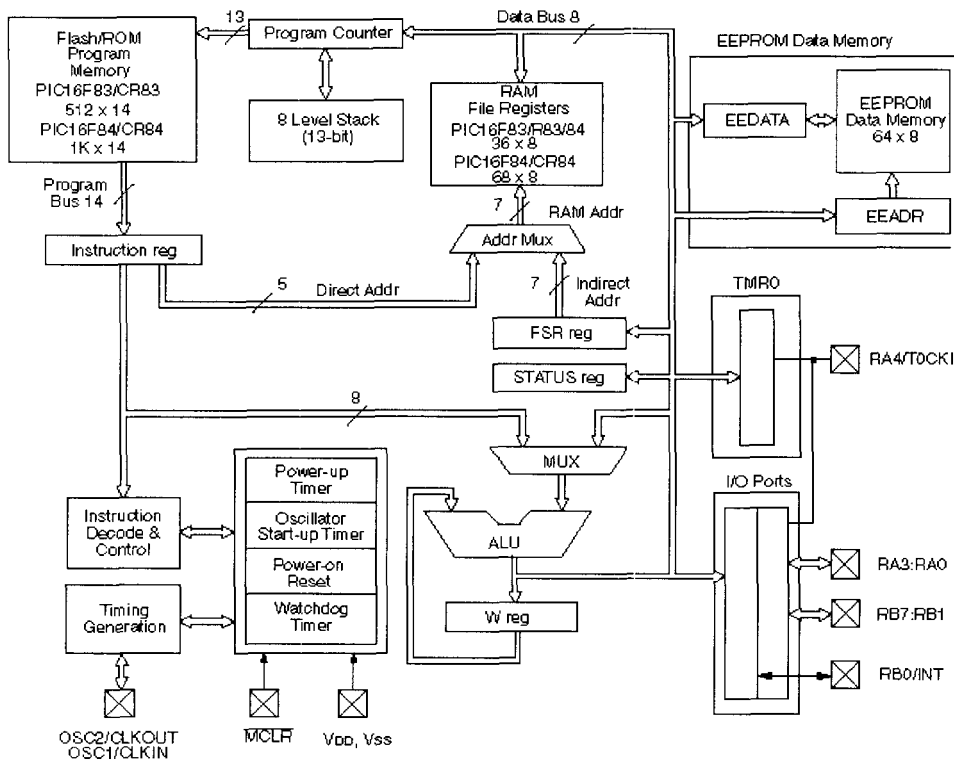 Flash/ROM
Program
Memory
PIC16F83/CR83
512 x 14
PIC16F84/CR84
1K x 14
13
Program Counter
Data Bus 8
8 Level Stack
(13-bit)
RAM
File Registers
PIC16F83/R83/84
36 x 8
PIC16F84/CR84
68 x 8
EEPROM Data Memory
EEDATA
EEPROM
Data Memory
64 x 8
EEADR
Program
Bus 14
7
RAM Addr
Instruction reg
Addr Mux
5
Direct Addr
7
Indirect
Addr
FSR reg
STATUS reg
TMR0
RA4/T0CKI
8
MUX
Power-up
Timer
Oscillator
Start-up Timer
Power-on
Reset
Watchdog
Timer
Instruction
Decode &
Control
Timing
Generation
ALU
W reg
I/O Ports
RA3:RA0
RB7:RB1
RB0/INT
OSC2/CLKOUT
OSC1/CLKIN
MCLR
VDD, VSS